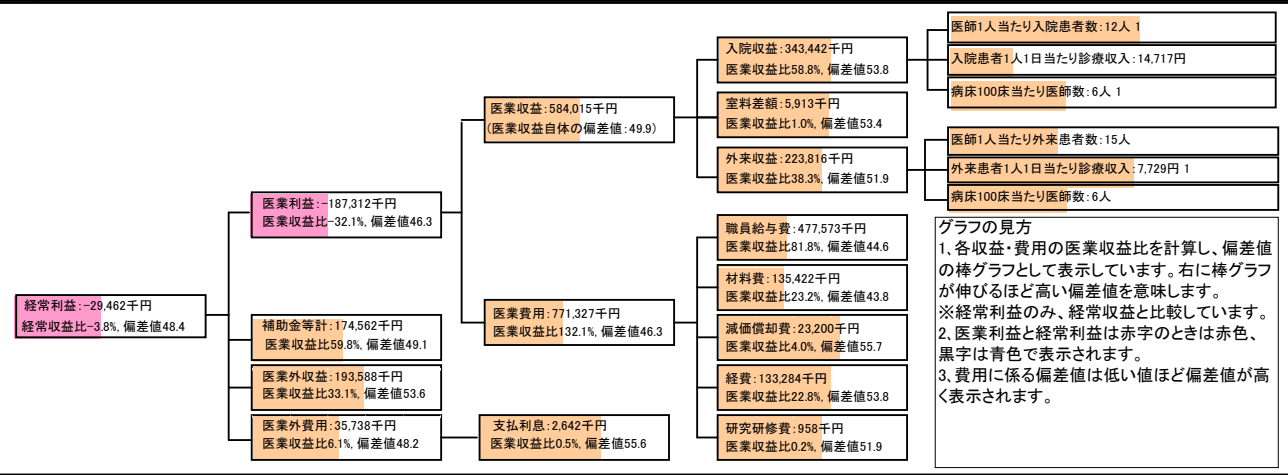 経常利益:-29,462千円
経常収益比-3.8%, 偏差値48.4
医業利益:-187,312千円
医業収益比-32.1%, 偏差値46.3
補助金等計:174,562千円
医業収益比59.8%, 偏差値49.1
医業外収益:193,588千円
医業収益比33.1%, 偏差値53.6
医業外費用:35,738千円
医業収益比6.1%, 偏差値48.2
医業収益:584,015千円
(医業収益自体の偏差値:49.9)
医業費用:771,327千円
医業収益比132.1%, 偏差値46.3
支払利息:2,642千円
医業収益比0.5%, 偏差値55.6
入院収益:343,442千円
医業収益比58.8%, 偏差値53.8
室料差額:5,913千円
医業収益比1.0%, 偏差値53.4
外来収益:223,816千円
医業収益比38.3%, 偏差値51.9
職員給与費:477,573千円
医業収益比81.8%, 偏差値44.6
材料費:135,422千円
医業収益比23.2%, 偏差値43.8
減価償却費:23,200千円
医業収益比4.0%, 偏差値55.7
経費:133,284千円
医業収益比22.8%, 偏差値53.8
研究研修費:958千円
医業収益比0.2%, 偏差値51.9
医師1人当たり入院患者数:12人 1
入院患者1人1日当たり診療収入:14,717円
病床100床当たり医師数:6人 1
医師1人当たり外来患者数:15人
外来患者1人1日当たり診療収入:7,729円 1
病床100床当たり医師数:6人
グラフの見方
1、各収益・費用の医業収益比を計算し、偏差値
の棒グラフとして表示しています。右に棒グラフ
が伸びるほど高い偏差値を意味します。
※経常利益のみ、経常収益と比較しています。
2、医業利益と経常利益は赤字のときは赤色、
黒字は青色で表示されます。
3、費用に係る偏差値は低い値ほど偏差値が高
く表示されます。